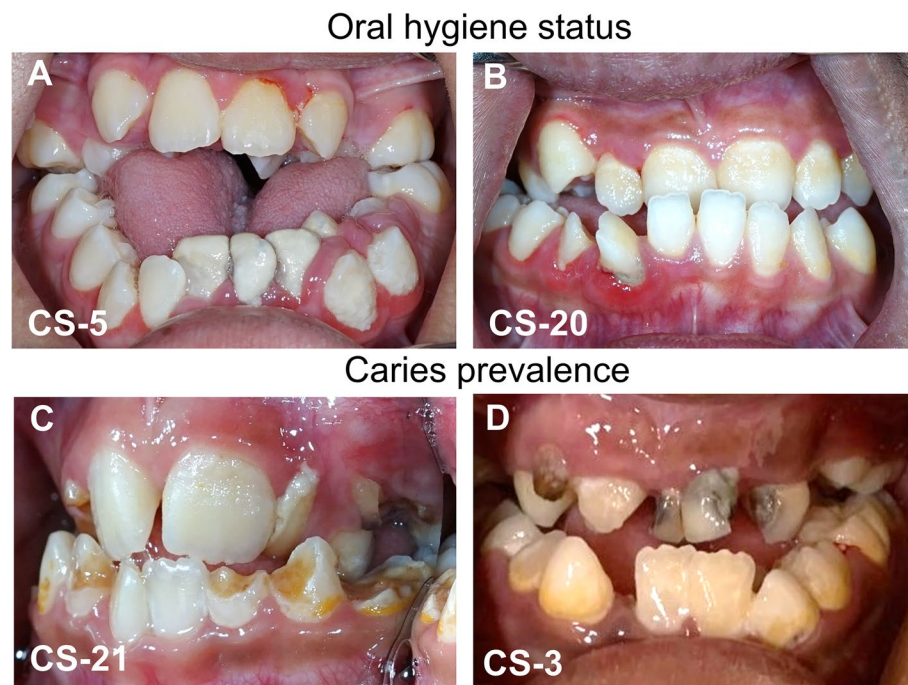 Oral hygiene status
A
B
CS-5
CS-20
Caries prevalence
C
D
CS-21
CS-3